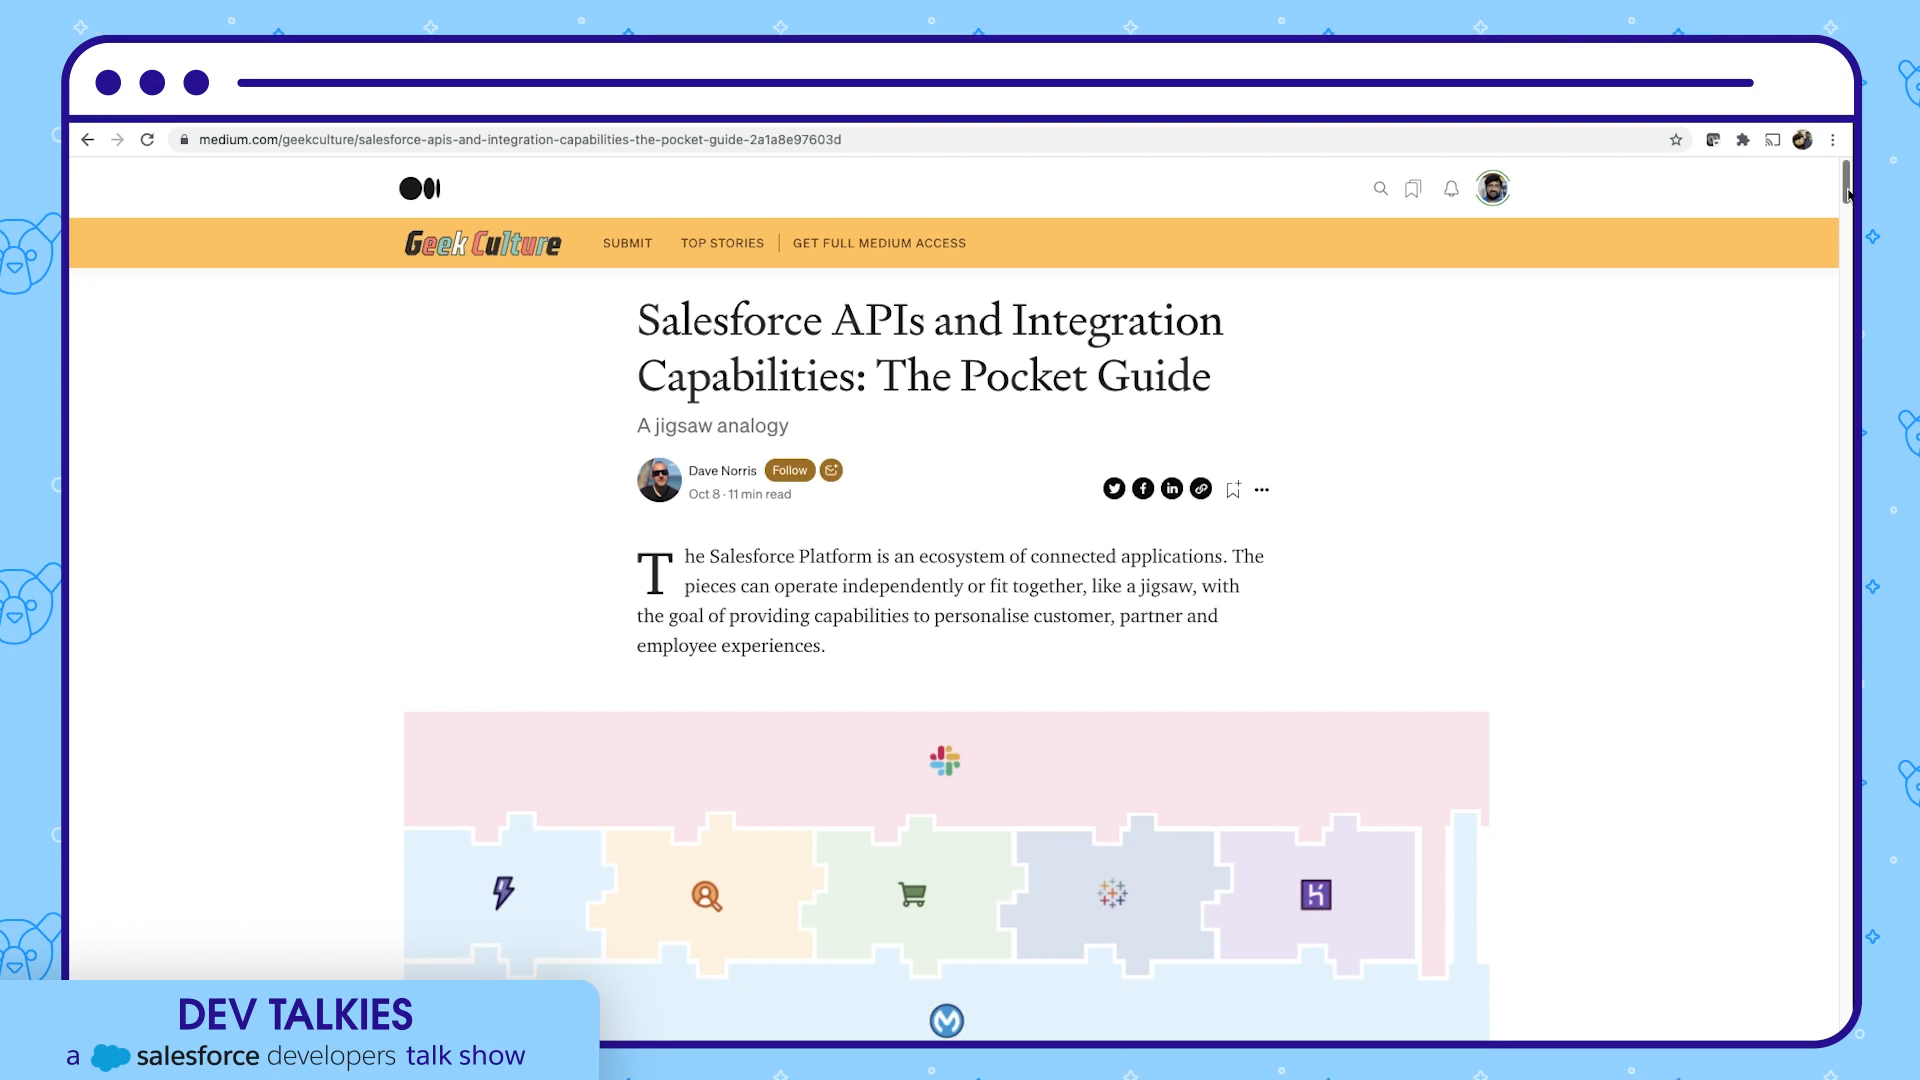 medium.com/geekculture/salesforce-apis-and-integration-capabilities-the-pocket-guide-2a1a8e97603d
Geek Culture
SUBMIT
TOP STORIES
GET FULL MEDIUM ACCESS
Salesforce APIs and Integration
Capabilities: The Pocket Guide
A jigsaw analogy
Dave Norris
Follow
Oct 8 · 11 min read
The Salesforce Platform is an ecosystem of connected applications. The
pieces can operate independently or fit together, like a jigsaw, with
the goal of providing capabilities to personalise customer, partner and
employee experiences.
DEV TALKIES
a salesforce developers talk show